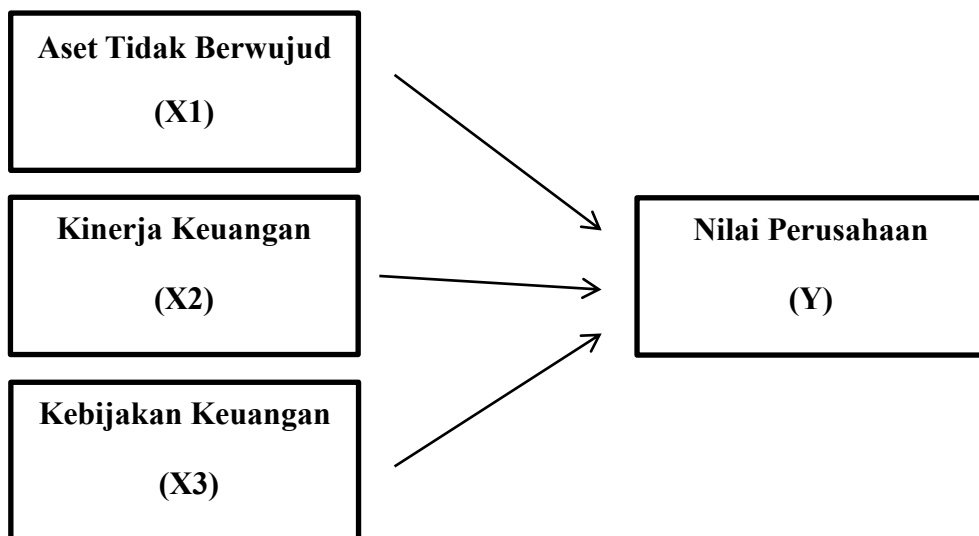 Aset Tidak Berwujud
(X1)
Kinerja Keuangan
(X2)
Kebijakan Keuangan
(X3)
Nilai Perusahaan
(Y)